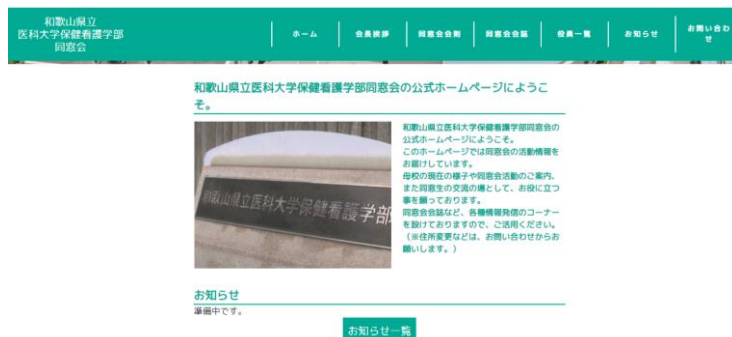 和歌山県立
医科大学保健看護学部
同窓会
ホーム
会長挨拶
同窓会会則
同窓会会誌
役員一覧
お知らせ
お問い合わ
せ
和歌山県立医科大学保健看護学部同窓会の公式ホームページにようこ
そ。
和歌山県立医科大学保健看護学部
和歌山県立医科大学保健看護学部同窓会の
公式ホームページにようこそ。
このホームページでは同窓会の活動情報を
お届けしています。
母校の現在の様子や同窓会活動のご案内、
また同窓生の交流の場として、お役に立つ
事を願っております。
同窓会会誌など、各種情報発信のコーナー
を設けておりますので、ご活用ください。
(※住所変更などは、お問い合わせからお
願いします。)
お知らせ
準備中です。
お知らせ一覧